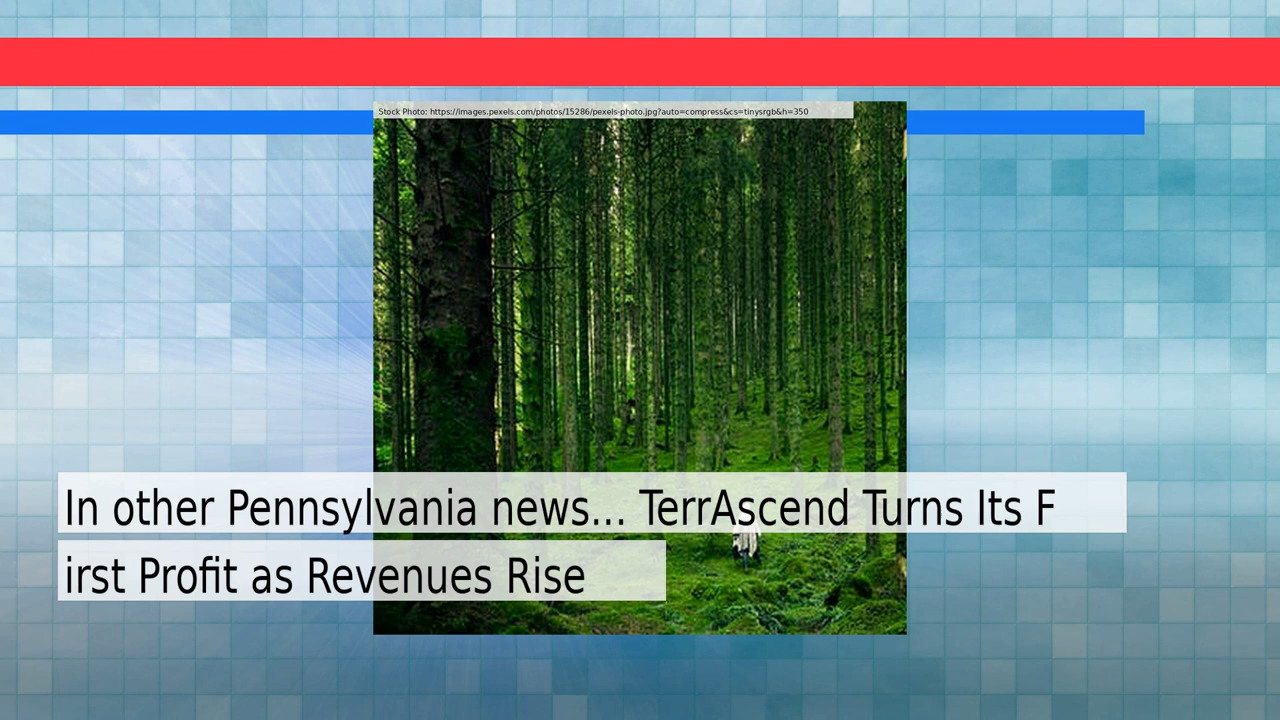 Stock Photo: https://images.pexels.com/photos/15286/pexels-photo.jpg?auto=compress&cs=tinysrgb&h=350
In other Pennsylvania news... TerrAscend Turns Its F
irst Profit as Revenues Rise